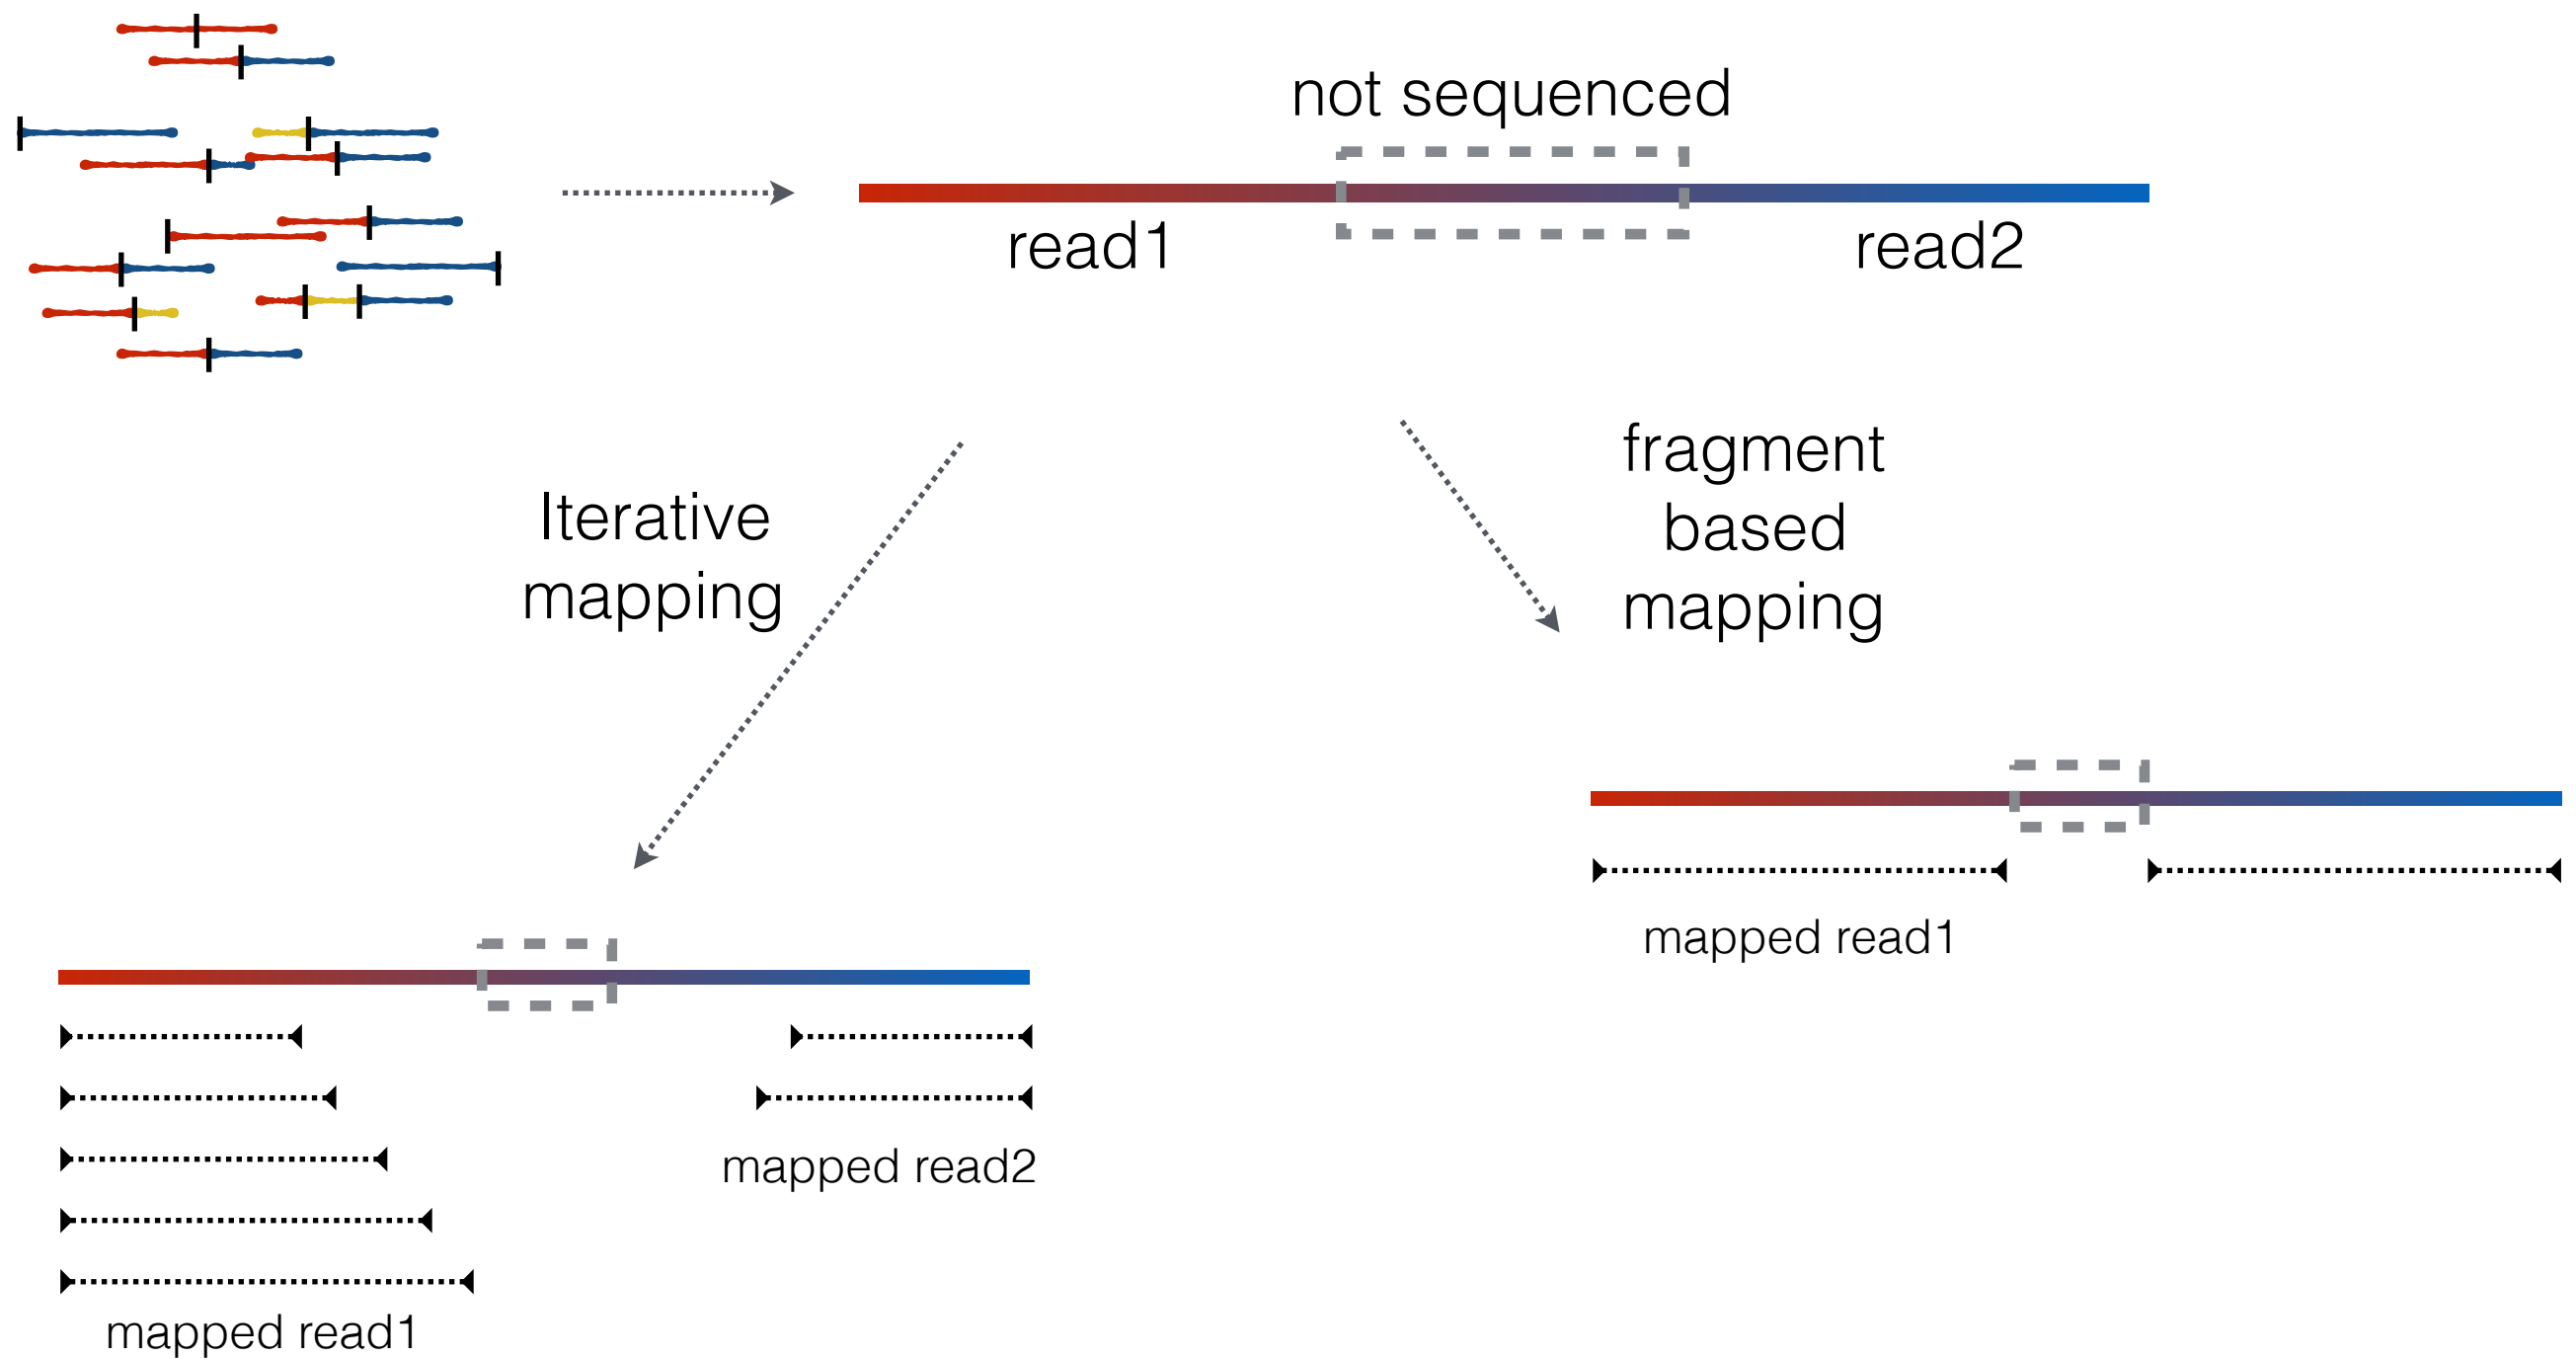 not sequenced
read1
read2
Iterative
mapping
fragment
based
mapping
mapped read1
mapped read2
mapped read1